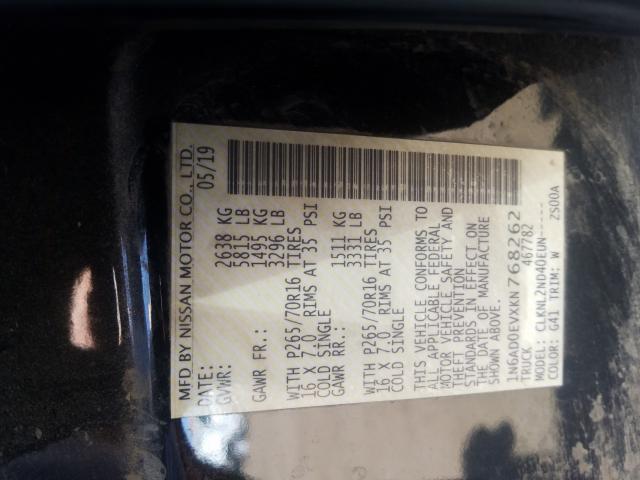 MFD BY NISSAN MOTOR CO., LTD.
DATE: 05/19
GVWR: 2638 KG
5815 LB
GAWR FR.: 1495 KG
3296 LB
WITH P265/70R16 TIRES
16 X 7.0 RIMS AT 35 PSI
COLD SINGLE
GAWR RR.: 1511 KG
3331 LB
WITH P265/70R16 TIRES
16 X 7.0 RIMS AT 35 PSI
COLD SINGLE
THIS VEHICLE CONFORMS TO
ALL APPLICABLE FEDERAL
MOTOR VEHICLE SAFETY AND
THEFT PREVENTION
STANDARDS IN EFFECT ON
THE DATE OF MANUFACTURE
SHOWN ABOVE.
1N6AD0EVXKN768262
TRUCK 467782
MODEL: CLKNLZND4DEUN-----
COLOR: G41 TRIM: W ZS00A